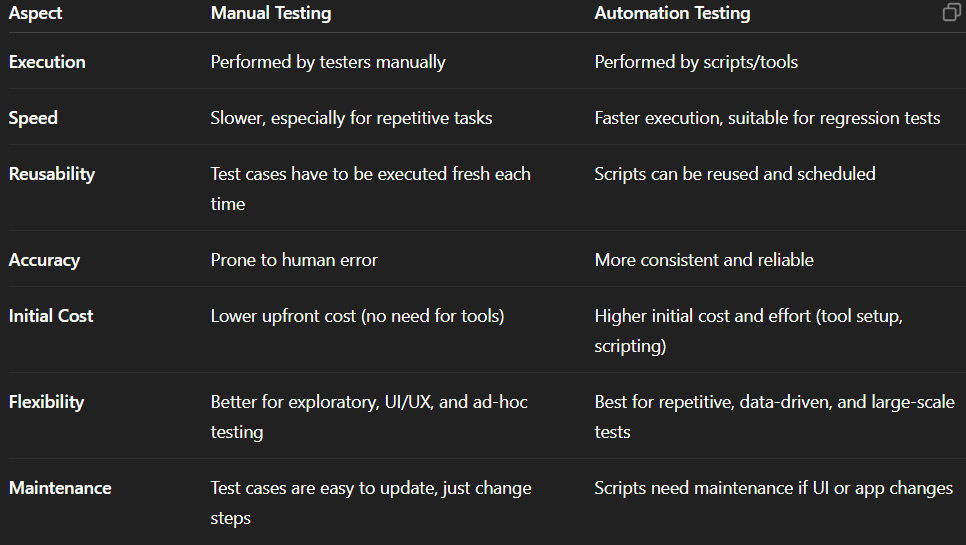 Aspect Manual Testing Automation Testing
Execution Performed by testers manually Performed by scripts/tools
Speed Slower, especially for repetitive tasks Faster execution, suitable for regression tests
Reusability Test cases have to be executed fresh each Scripts can be reused and scheduled
time
Accuracy Prone to human error More consistent and reliable
Initial Cost Lower upfront cost (no need for tools) Higher initial cost and effort (tool setup,
scripting)
Flexibility Better for exploratory, UI/UX, and ad-hoc Best for repetitive, data-driven, and large-scale
testing tests
Maintenance Test cases are easy to update, just change Scripts need maintenance if UI or app changes
steps